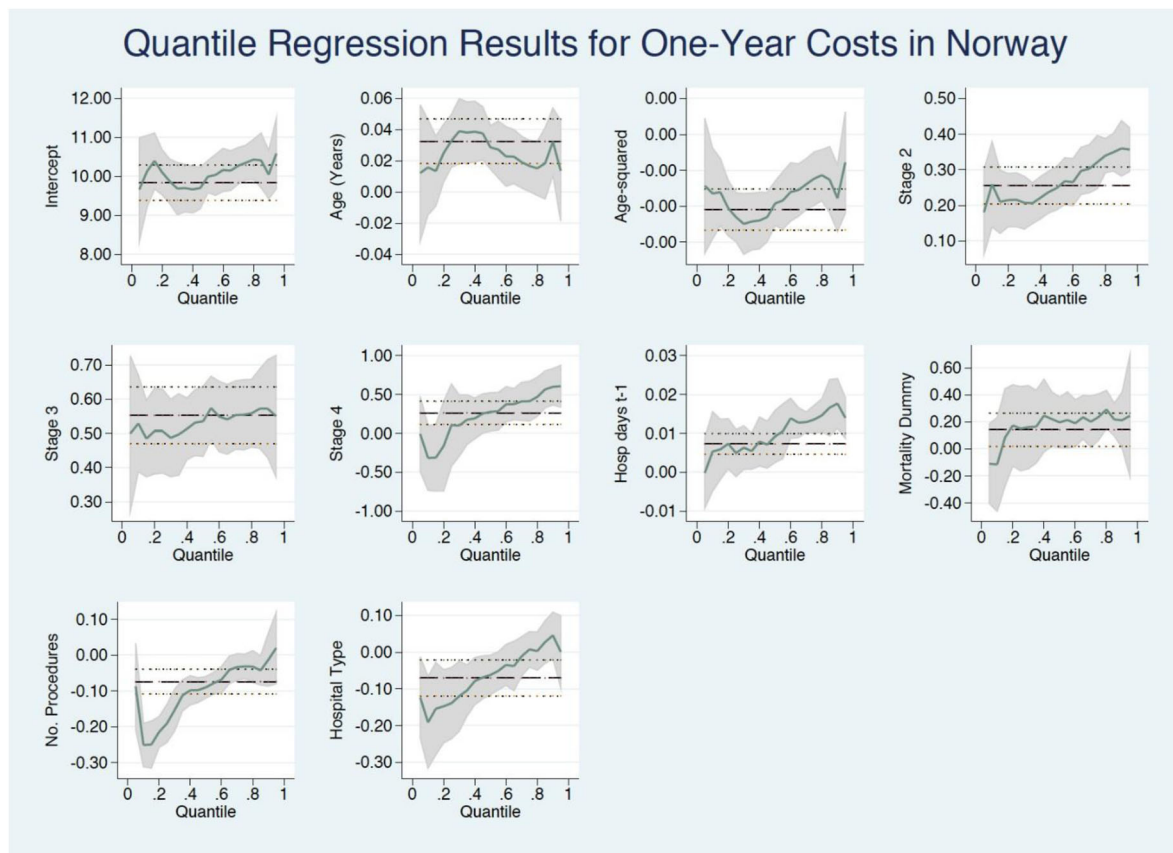 Quantile Regression Results for One-Year Costs in Norway
Intercept
12.00
11.00
10.00
9.00
8.00
0 .2 .4 .6 .8 1
Quantile
Age (Years)
0.06
0.04
0.02
0.00
-0.02
-0.04
0 .2 .4 .6 .8 1
Quantile
Age-squared
0.00
0.00
-0.00
-0.00
-0.00
0 .2 .4 .6 .8 1
Quantile
Stage 2
0.50
0.40
0.30
0.20
0.10
0 .2 .4 .6 .8 1
Quantile
Stage 3
0.70
0.60
0.50
0.40
0.30
0 .2 .4 .6 .8 1
Quantile
Stage 4
1.00
0.50
0.00
-0.50
-1.00
0 .2 .4 .6 .8 1
Quantile
Hosp days t-1
0.03
0.02
0.01
0.00
-0.01
0 .2 .4 .6 .8 1
Quantile
Mortality Dummy
0.60
0.40
0.20
0.00
-0.20
-0.40
0 .2 .4 .6 .8 1
Quantile
No. Procedures
0.10
0.00
-0.10
-0.20
-0.30
0 .2 .4 .6 .8 1
Quantile
Hospital Type
0.10
0.00
-0.10
-0.20
-0.30
0 .2 .4 .6 .8 1
Quantile